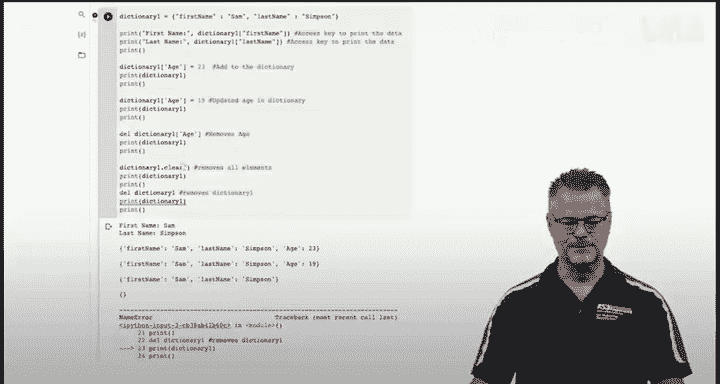 dictionary1 = {"firstName" : "Sam", "lastName" : "Simpson"}
print("First Name:", dictionary1["firstName"]) #Access key to print the data
print("Last Name:", dictionary1["lastName"]) #Access key to print the data
print()
dictionary1['Age'] = 23 #Add to the dictionary
print(dictionary1)
print()
dictionary1['Age'] = 19 #Updated age in dictionary
print(dictionary1)
print()
del dictionary1['Age'] #Removes Age
print(dictionary1)
print()
dictionary1.clear() #removes all elements
print(dictionary1)
print()
del dictionary1 #removes dictionary1
print(dictionary1)
print()
First Name: Sam
Last Name: Simpson
{'firstName': 'Sam', 'lastName': 'Simpson', 'Age': 23}
{'firstName': 'Sam', 'lastName': 'Simpson', 'Age': 19}
{'firstName': 'Sam', 'lastName': 'Simpson'}
{}
NameError Traceback (most recent call last)
in <module>()
21 print()
22 del dictionary1 #removes dictionary1
---> 23 print(dictionary1)
24 print()